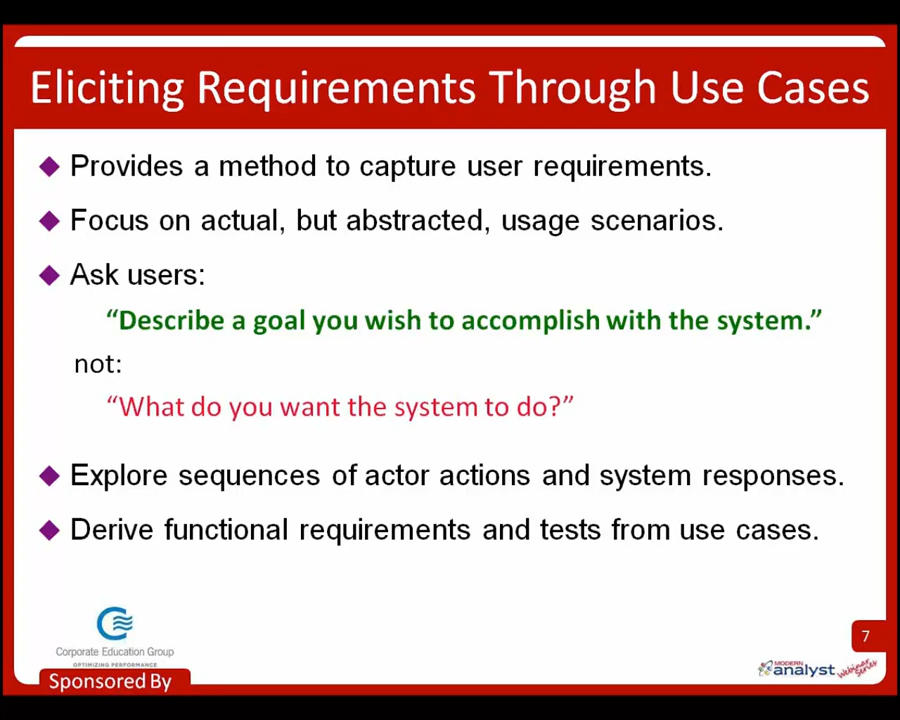 Eliciting Requirements Through Use Cases
Provides a method to capture user requirements.
Focus on actual, but abstracted, usage scenarios.
Ask users:
“Describe a goal you wish to accomplish with the system.”
not:
“What do you want the system to do?”
Explore sequences of actor actions and system responses.
Derive functional requirements and tests from use cases.
Corporate Education Group
OPTIMIZING PERFORMANCE
Sponsored By
7
MODERN
analyst
Webinar
Series